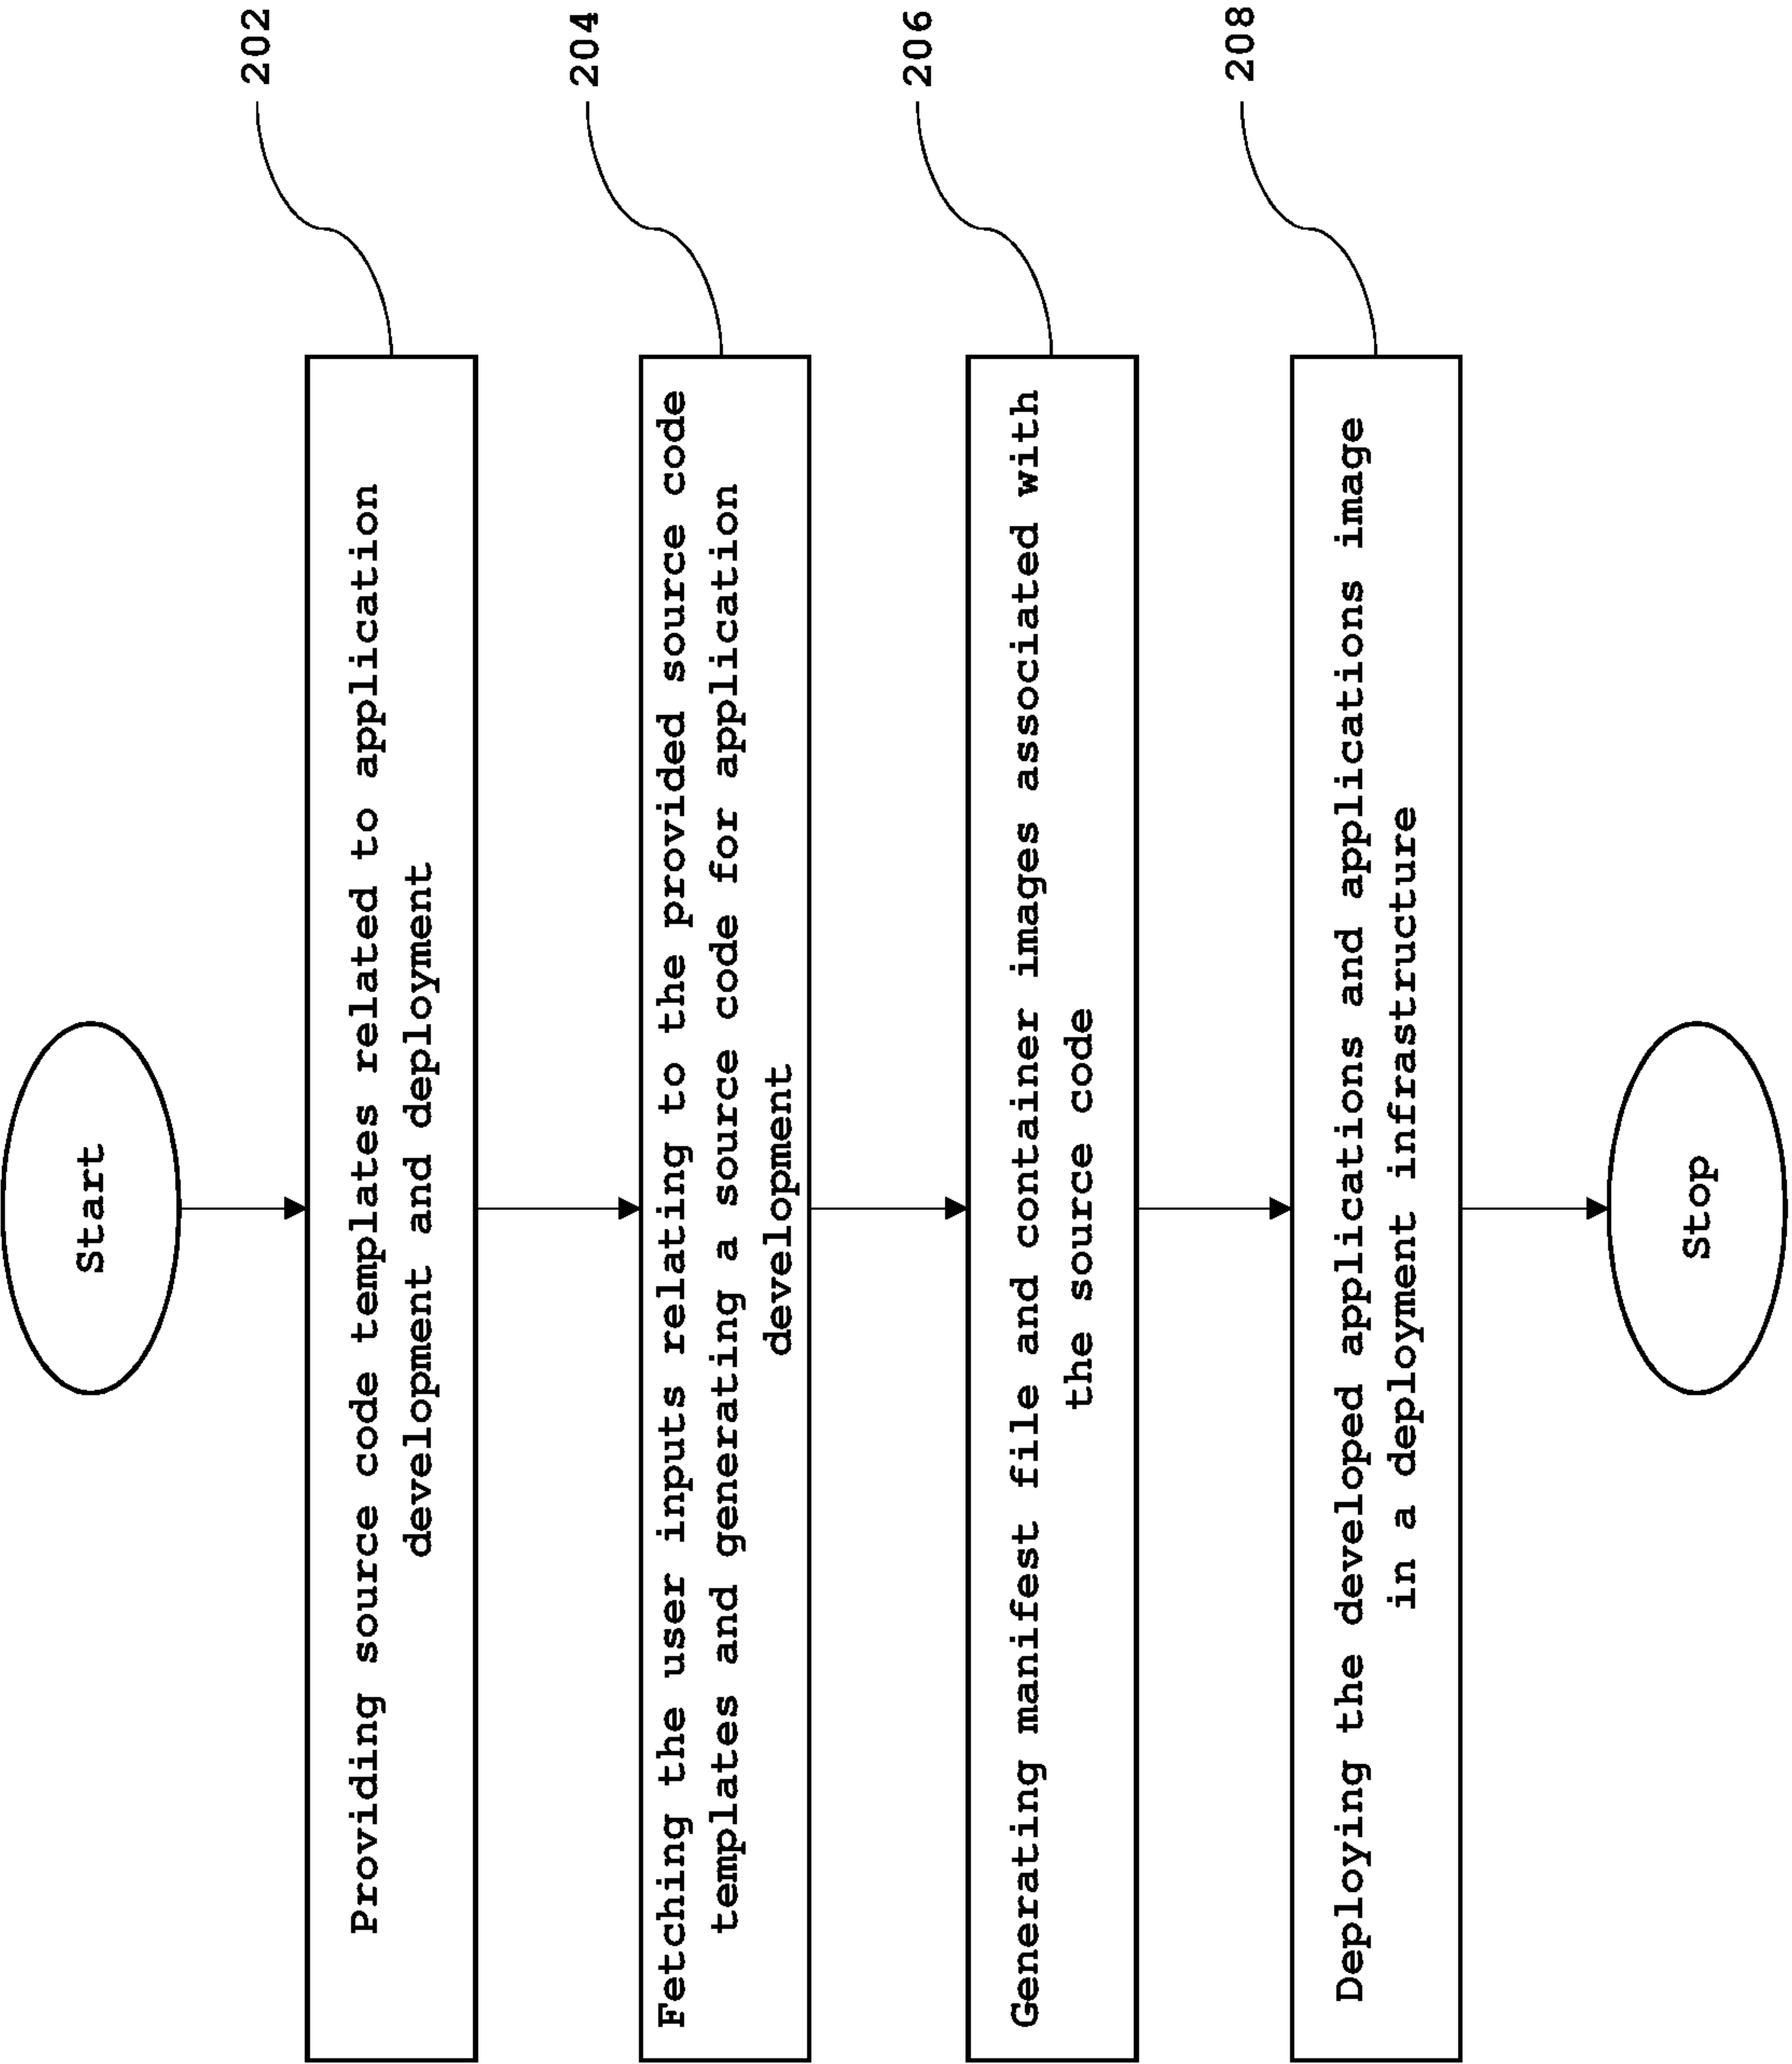 Start
202
Providing source code templates related to application
development and deployment
204
Fetching the user inputs relating to the provided source code
templates and generating a source code for application
development
206
Generating manifest file and container images associated with
the source code
208
Deploying the developed applications and applications image
in a deployment infrastructure
Stop